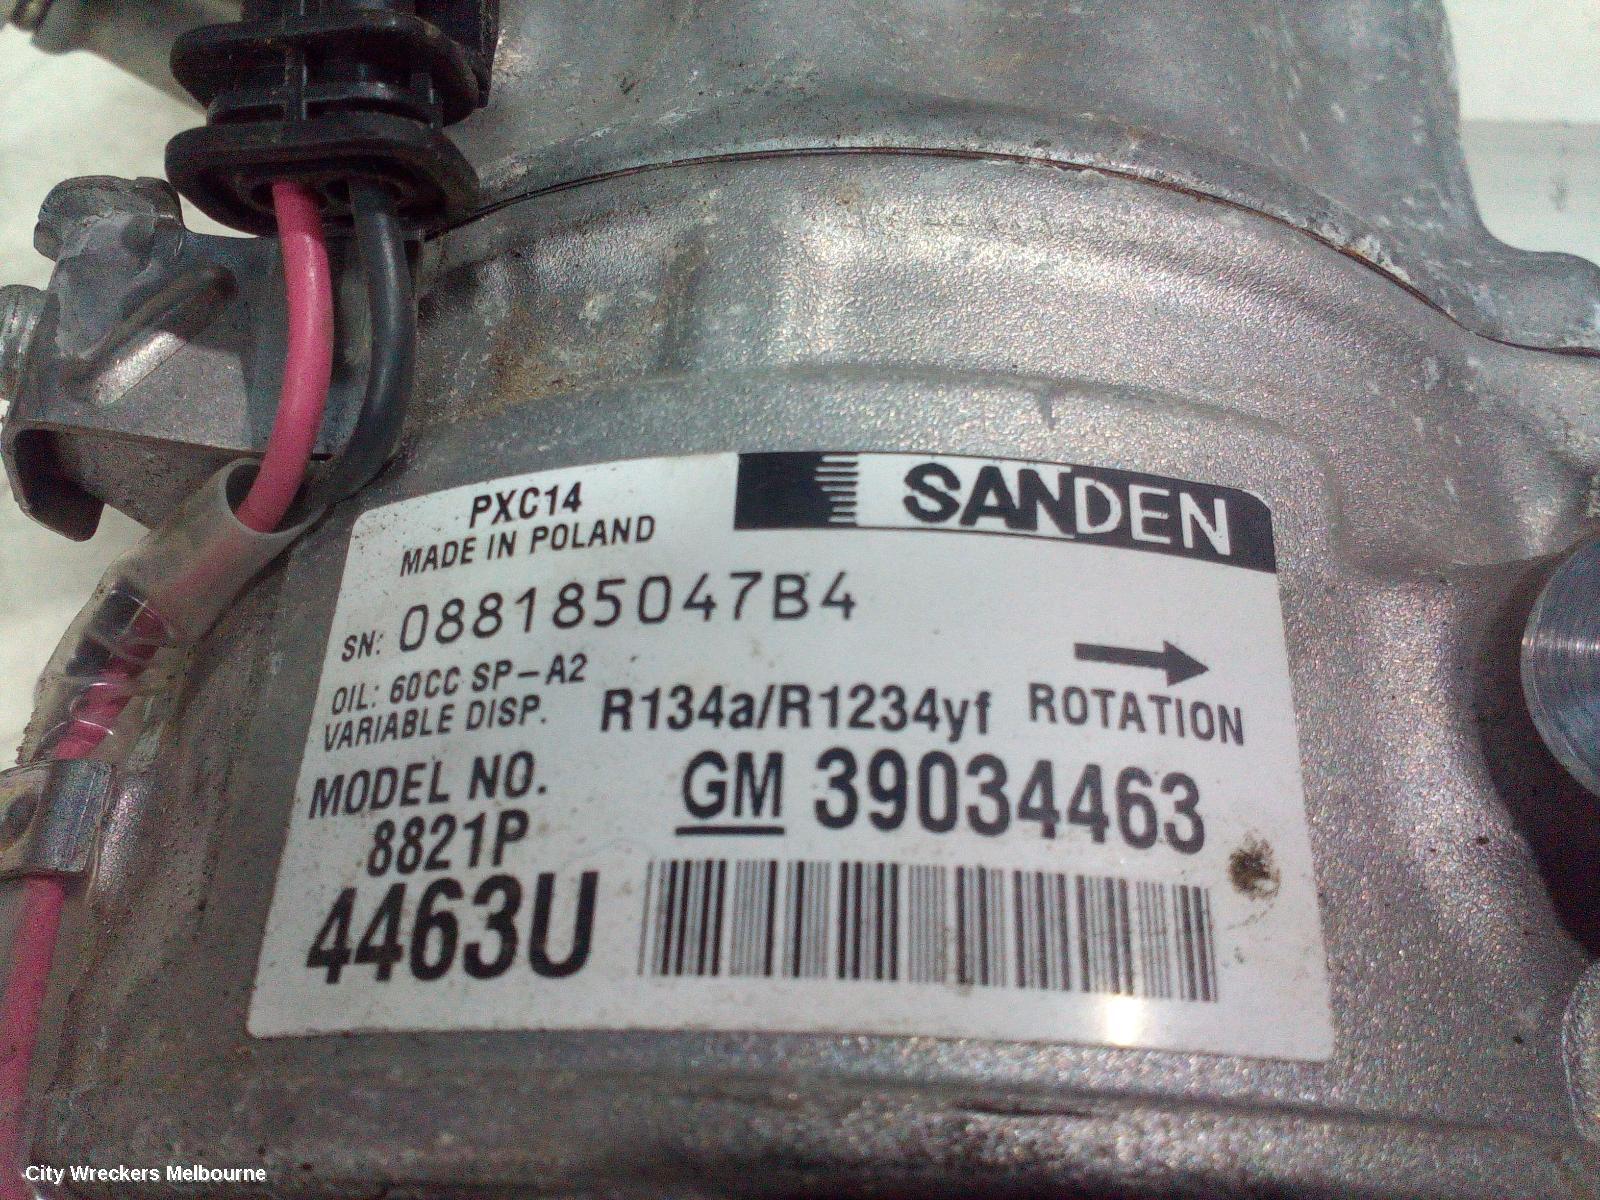 PXC14
MADE IN POLAND
SANDEN
SN: 088185047B4
OIL: 60CC SP-A2
VARIABLE DISP.
R134a/R1234yf
ROTATION
MODEL NO.
8821P
GM 39034463
4463U
City Wreckers Melbourne